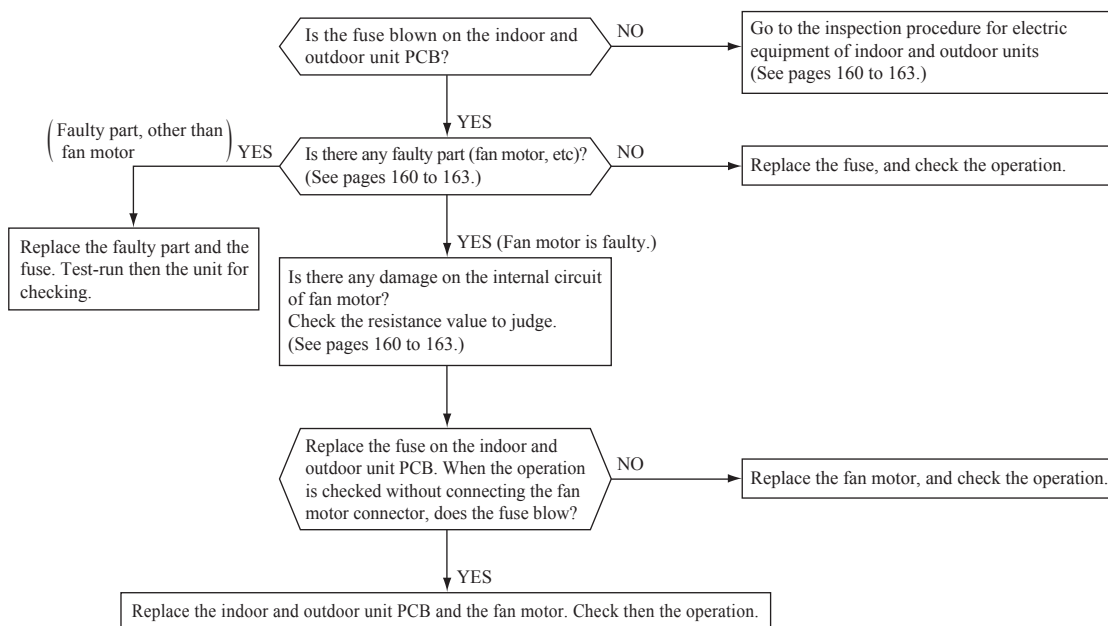 Is the fuse blown on the indoor and
outdoor unit PCB?
NO
Go to the inspection procedure for electric
equipment of indoor and outdoor units
(See pages 160 to 163.)
YES
(Faulty part, other than
fan motor)
YES
Is there any faulty part (fan motor, etc)?
(See pages 160 to 163.)
NO
Replace the fuse, and check the operation.
Replace the faulty part and the
fuse. Test-run then the unit for
checking.
YES (Fan motor is faulty.)
Is there any damage on the internal circuit
of fan motor?
Check the resistance value to judge.
(See pages 160 to 163.)
Replace the fuse on the indoor and
outdoor unit PCB. When the operation
is checked without connecting the fan
motor connector, does the fuse blow?
NO
Replace the fan motor, and check the operation.
YES
Replace the indoor and outdoor unit PCB and the fan motor. Check then the operation.